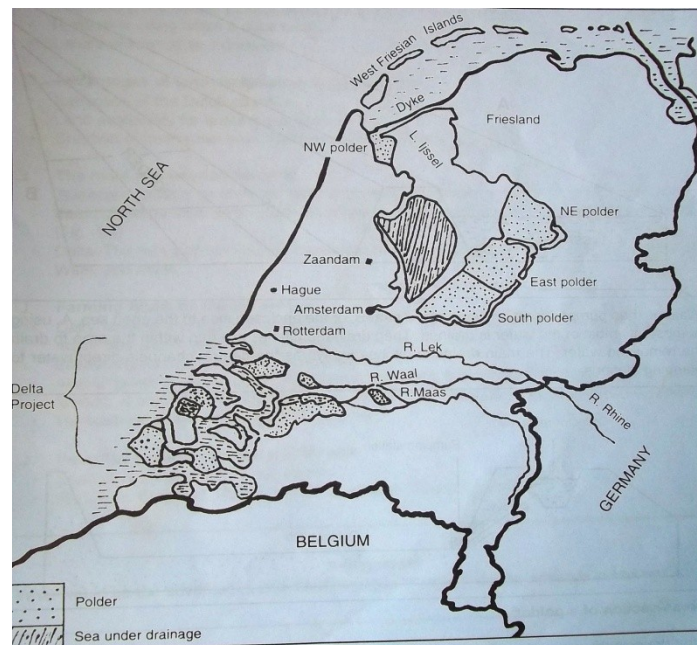 West Friesian Islands
Dyke
Friesland
NW polder
L. Ijssel
NORTH SEA
NE polder
Zaandam
East polder
Hague
Amsterdam
South polder
Rotterdam
R. Lek
Delta
Project
R. Waal
R.Maas
R. Rhine
GERMANY
BELGIUM
Polder
Sea under drainage